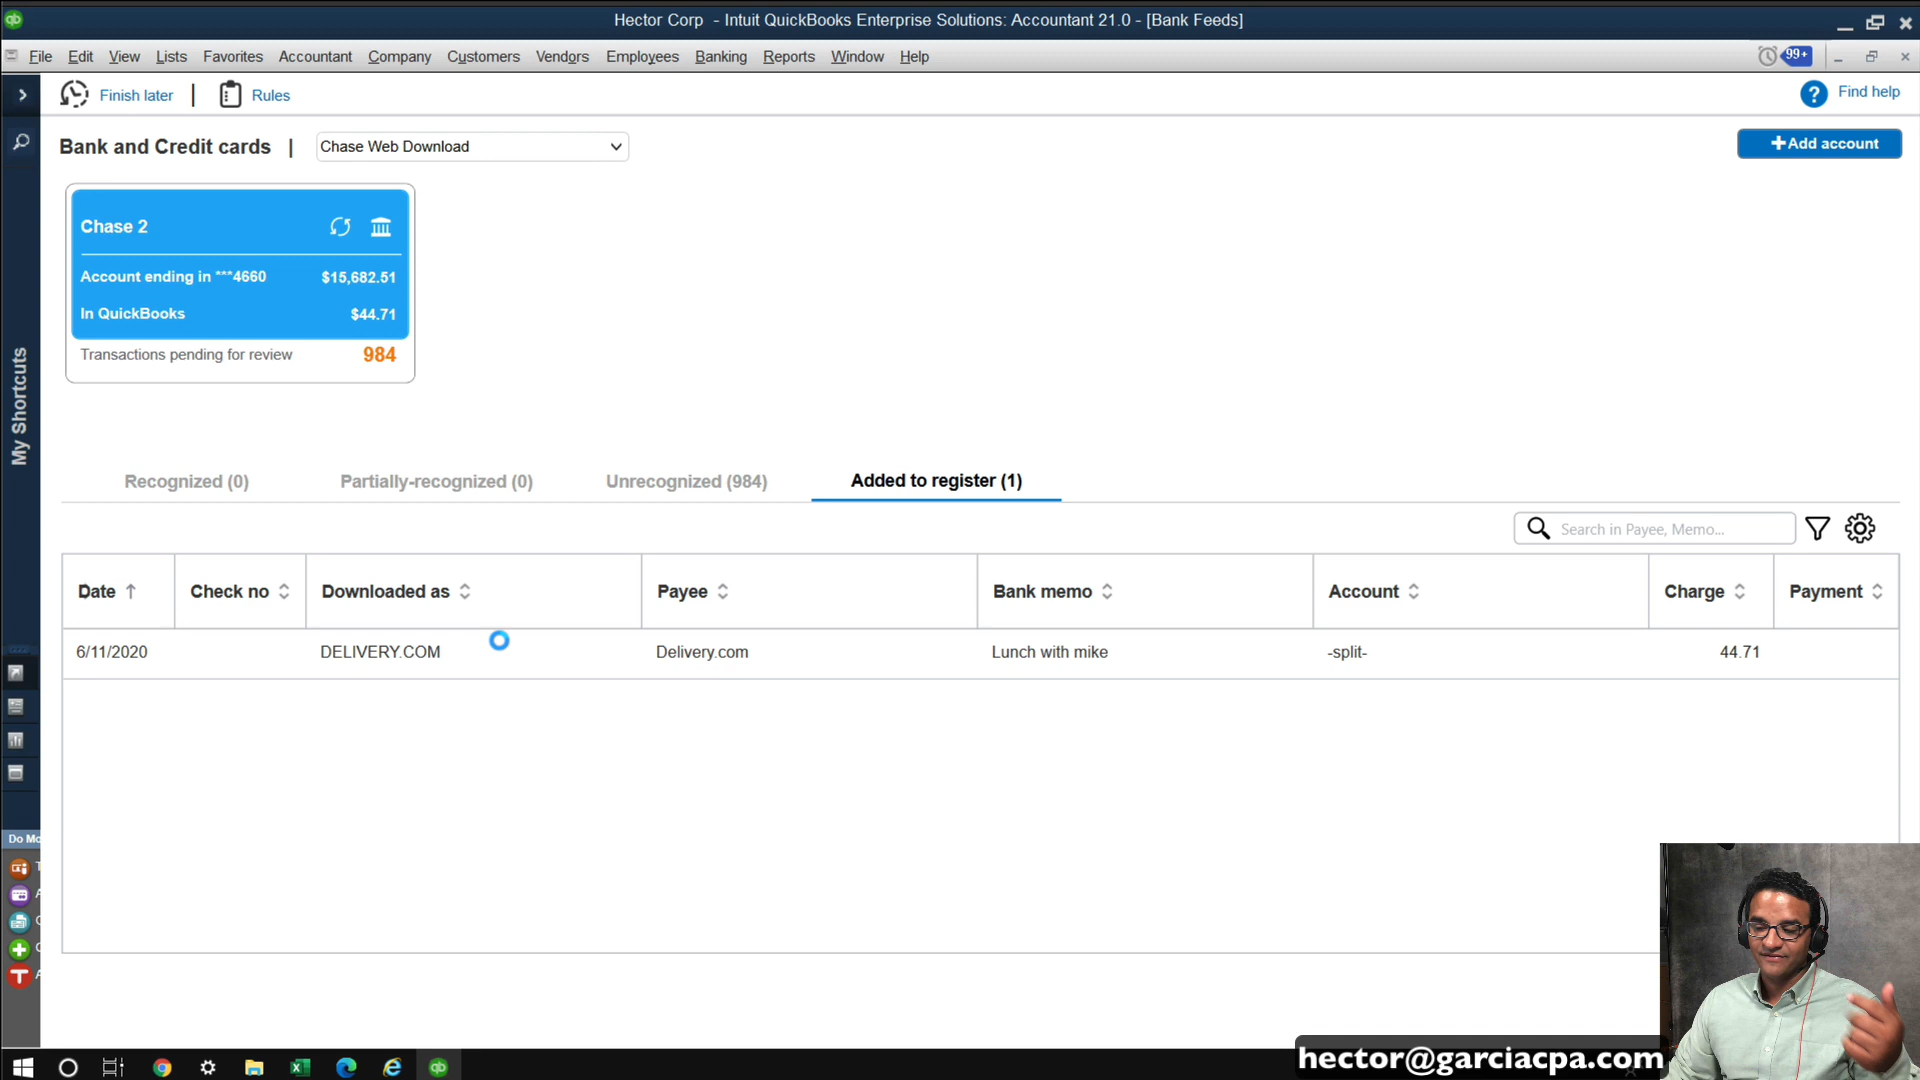 qb
Hector Corp - Intuit QuickBooks Enterprise Solutions: Accountant 21.0 - [Bank Feeds]
File Edit View Lists Favorites Accountant Company Customers Vendors Employees Banking Reports Window Help
99+
Finish later | Rules
? Find help
Bank and Credit cards | Chase Web Download
+Add account
Chase 2
Account ending in ***4660 $15,682.51
In QuickBooks $44.71
Transactions pending for review 984
My Shortcuts
Recognized (0) Partially-recognized (0) Unrecognized (984) Added to register (1)
Search in Payee, Memo...
Date Check no Downloaded as Payee Bank memo Account Charge Payment
6/11/2020 DELIVERY.COM Delivery.com Lunch with mike -split- 44.71
Do Mo
hector@garciacpa.com